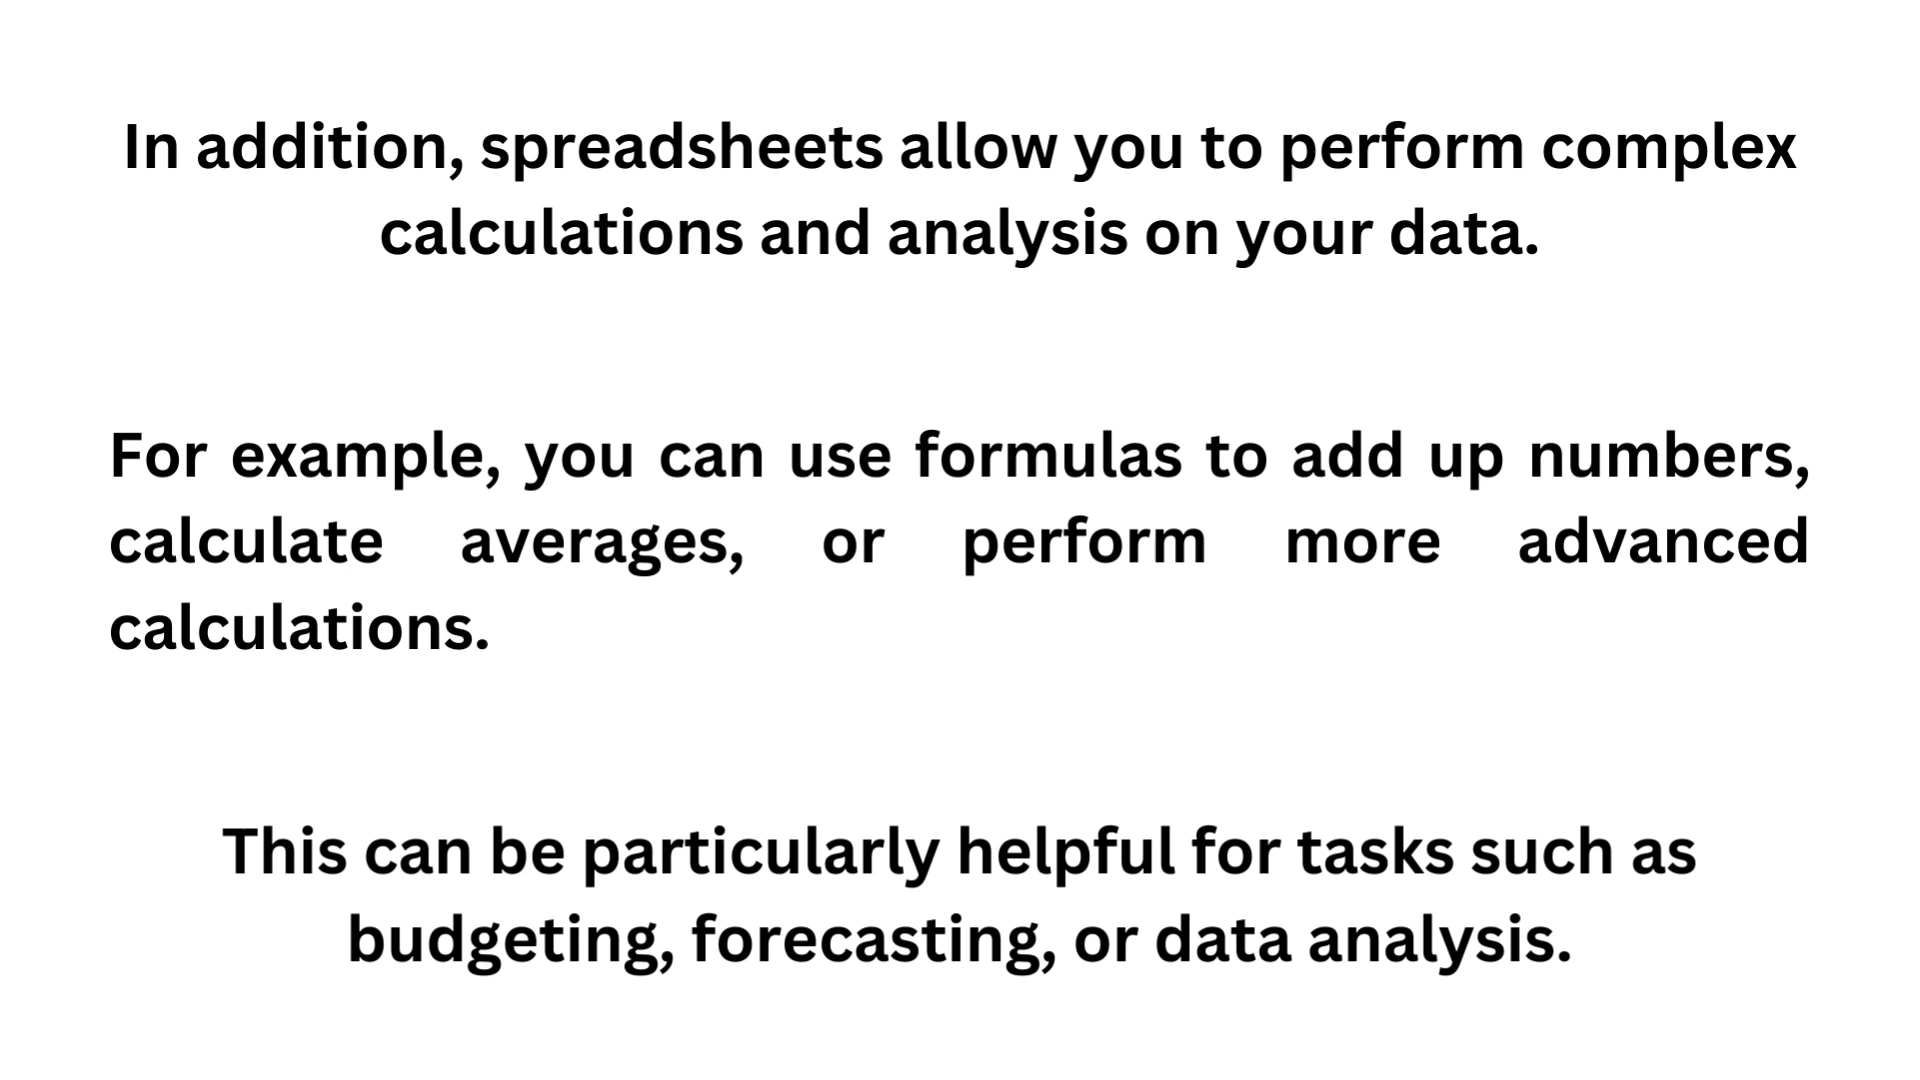 In addition, spreadsheets allow you to perform complex
calculations and analysis on your data.
For example, you can use formulas to add up numbers,
calculate averages, or perform more advanced
calculations.
This can be particularly helpful for tasks such as
budgeting, forecasting, or data analysis.